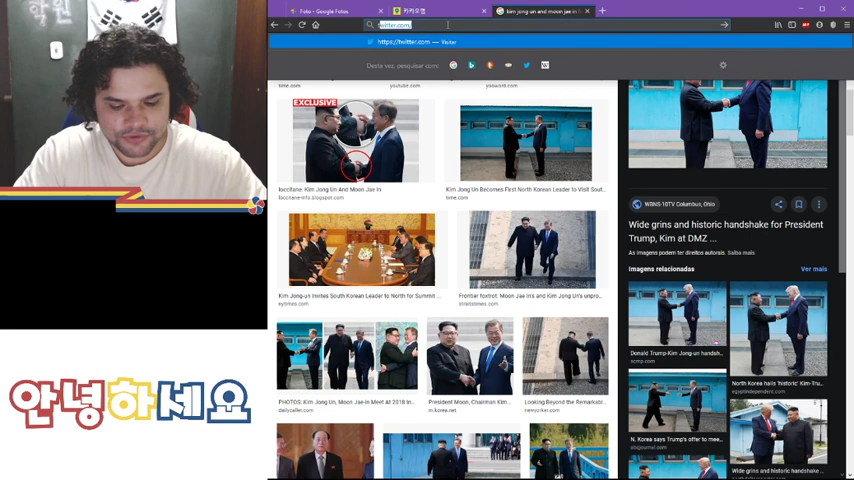 학원
Foto - Google Fotos
카카오맵
kim jong un and moon jae in
twitter.com/
https://twitter.com — Visitar
Desta vez, pesquisar com:
time.com
youtube.com
EXCLUSIVE
loccitane: Kim Jong Un And Moon Jae In
loccitane-info.blogspot.com
Kim Jong Un Becomes First North Korean Leader to Visit Sout...
time.com
Kim Jong-un Invites South Korean Leader to North for Summit ...
nytimes.com
Frontier foxtrot: Moon Jae In's and Kim Jong Un's unpro...
straitstimes.com
PHOTOS: Kim Jong Un, Moon Jae-In Meet At 2018 In...
dailycaller.com
President Moon, Chairman Kim...
m.korea.net
Looking Beyond the Remarkabl...
newyorker.com
WBNS-10TV Columbus, Ohio
Wide grins and historic handshake for President
Trump, Kim at DMZ ...
As imagens podem ter direitos autorais. Saiba mais
Imagens relacionadas
Ver mais
Donald Trump-Kim Jong-un handsh...
scmp.com
North Korea hails 'historic' Kim-Tru...
egyptindependent.com
N. Korea says Trump's offer to mee...
abcjournal.com
Wide grins and historic handshake ...
안녕하세요